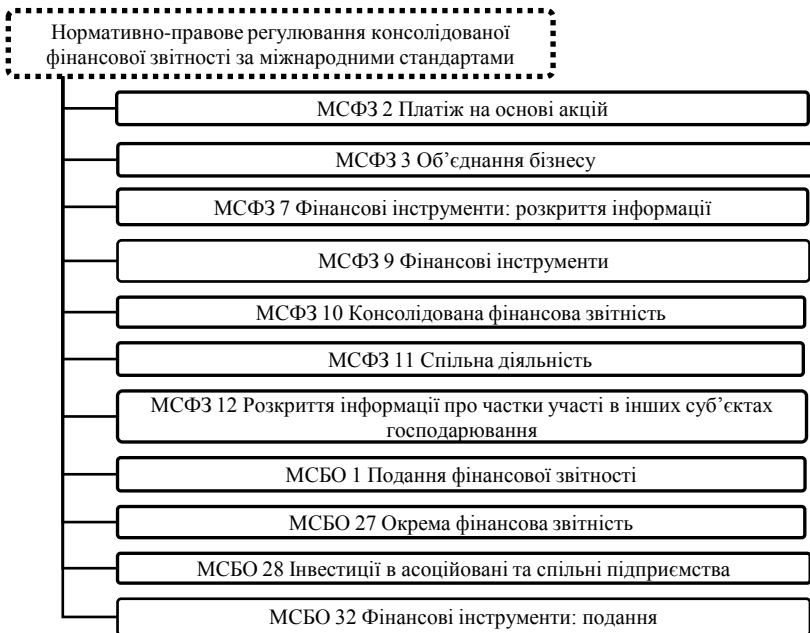 Нормативно-правове регулювання консолідованої
фінансової звітності за міжнародними стандартами
МСФЗ 2 Платіж на основі акцій
МСФЗ 3 Об’єднання бізнесу
МСФЗ 7 Фінансові інструменти: розкриття інформації
МСФЗ 9 Фінансові інструменти
МСФЗ 10 Консолідована фінансова звітність
МСФЗ 11 Спільна діяльність
МСФЗ 12 Розкриття інформації про частки участі в інших суб’єктах
господарювання
МСБО 1 Подання фінансової звітності
МСБО 27 Окрема фінансова звітність
МСБО 28 Інвестиції в асоційовані та спільні підприємства
МСБО 32 Фінансові інструменти: подання